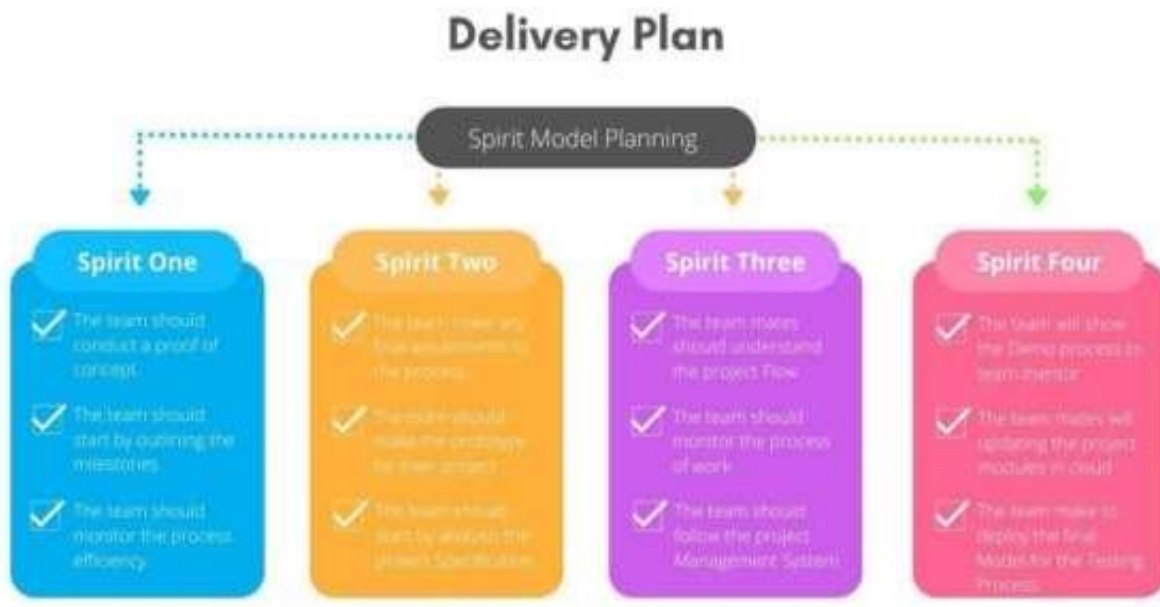 Delivery Plan
Spirit Model Planning
Spirit One
The team should
conduct a proof of
concept.
The team should
start by outlining the
milestones
The team should
monitor the process
efficiency.
Spirit Two
The team make any
final
the process.
The team should
make the prototype
for their project
The team should
start by analysis the
project Specification
Spirit Three
The team mates
should understand
the project Flow
The team should
monitor the process
of work
The team should
follow the project
Management System
Spirit Four
The team will show
the Demo process to
team mentor
The team mates will
updating the project
modules in cloud
The team make to
deploy the final
Model for the Testing
Process.